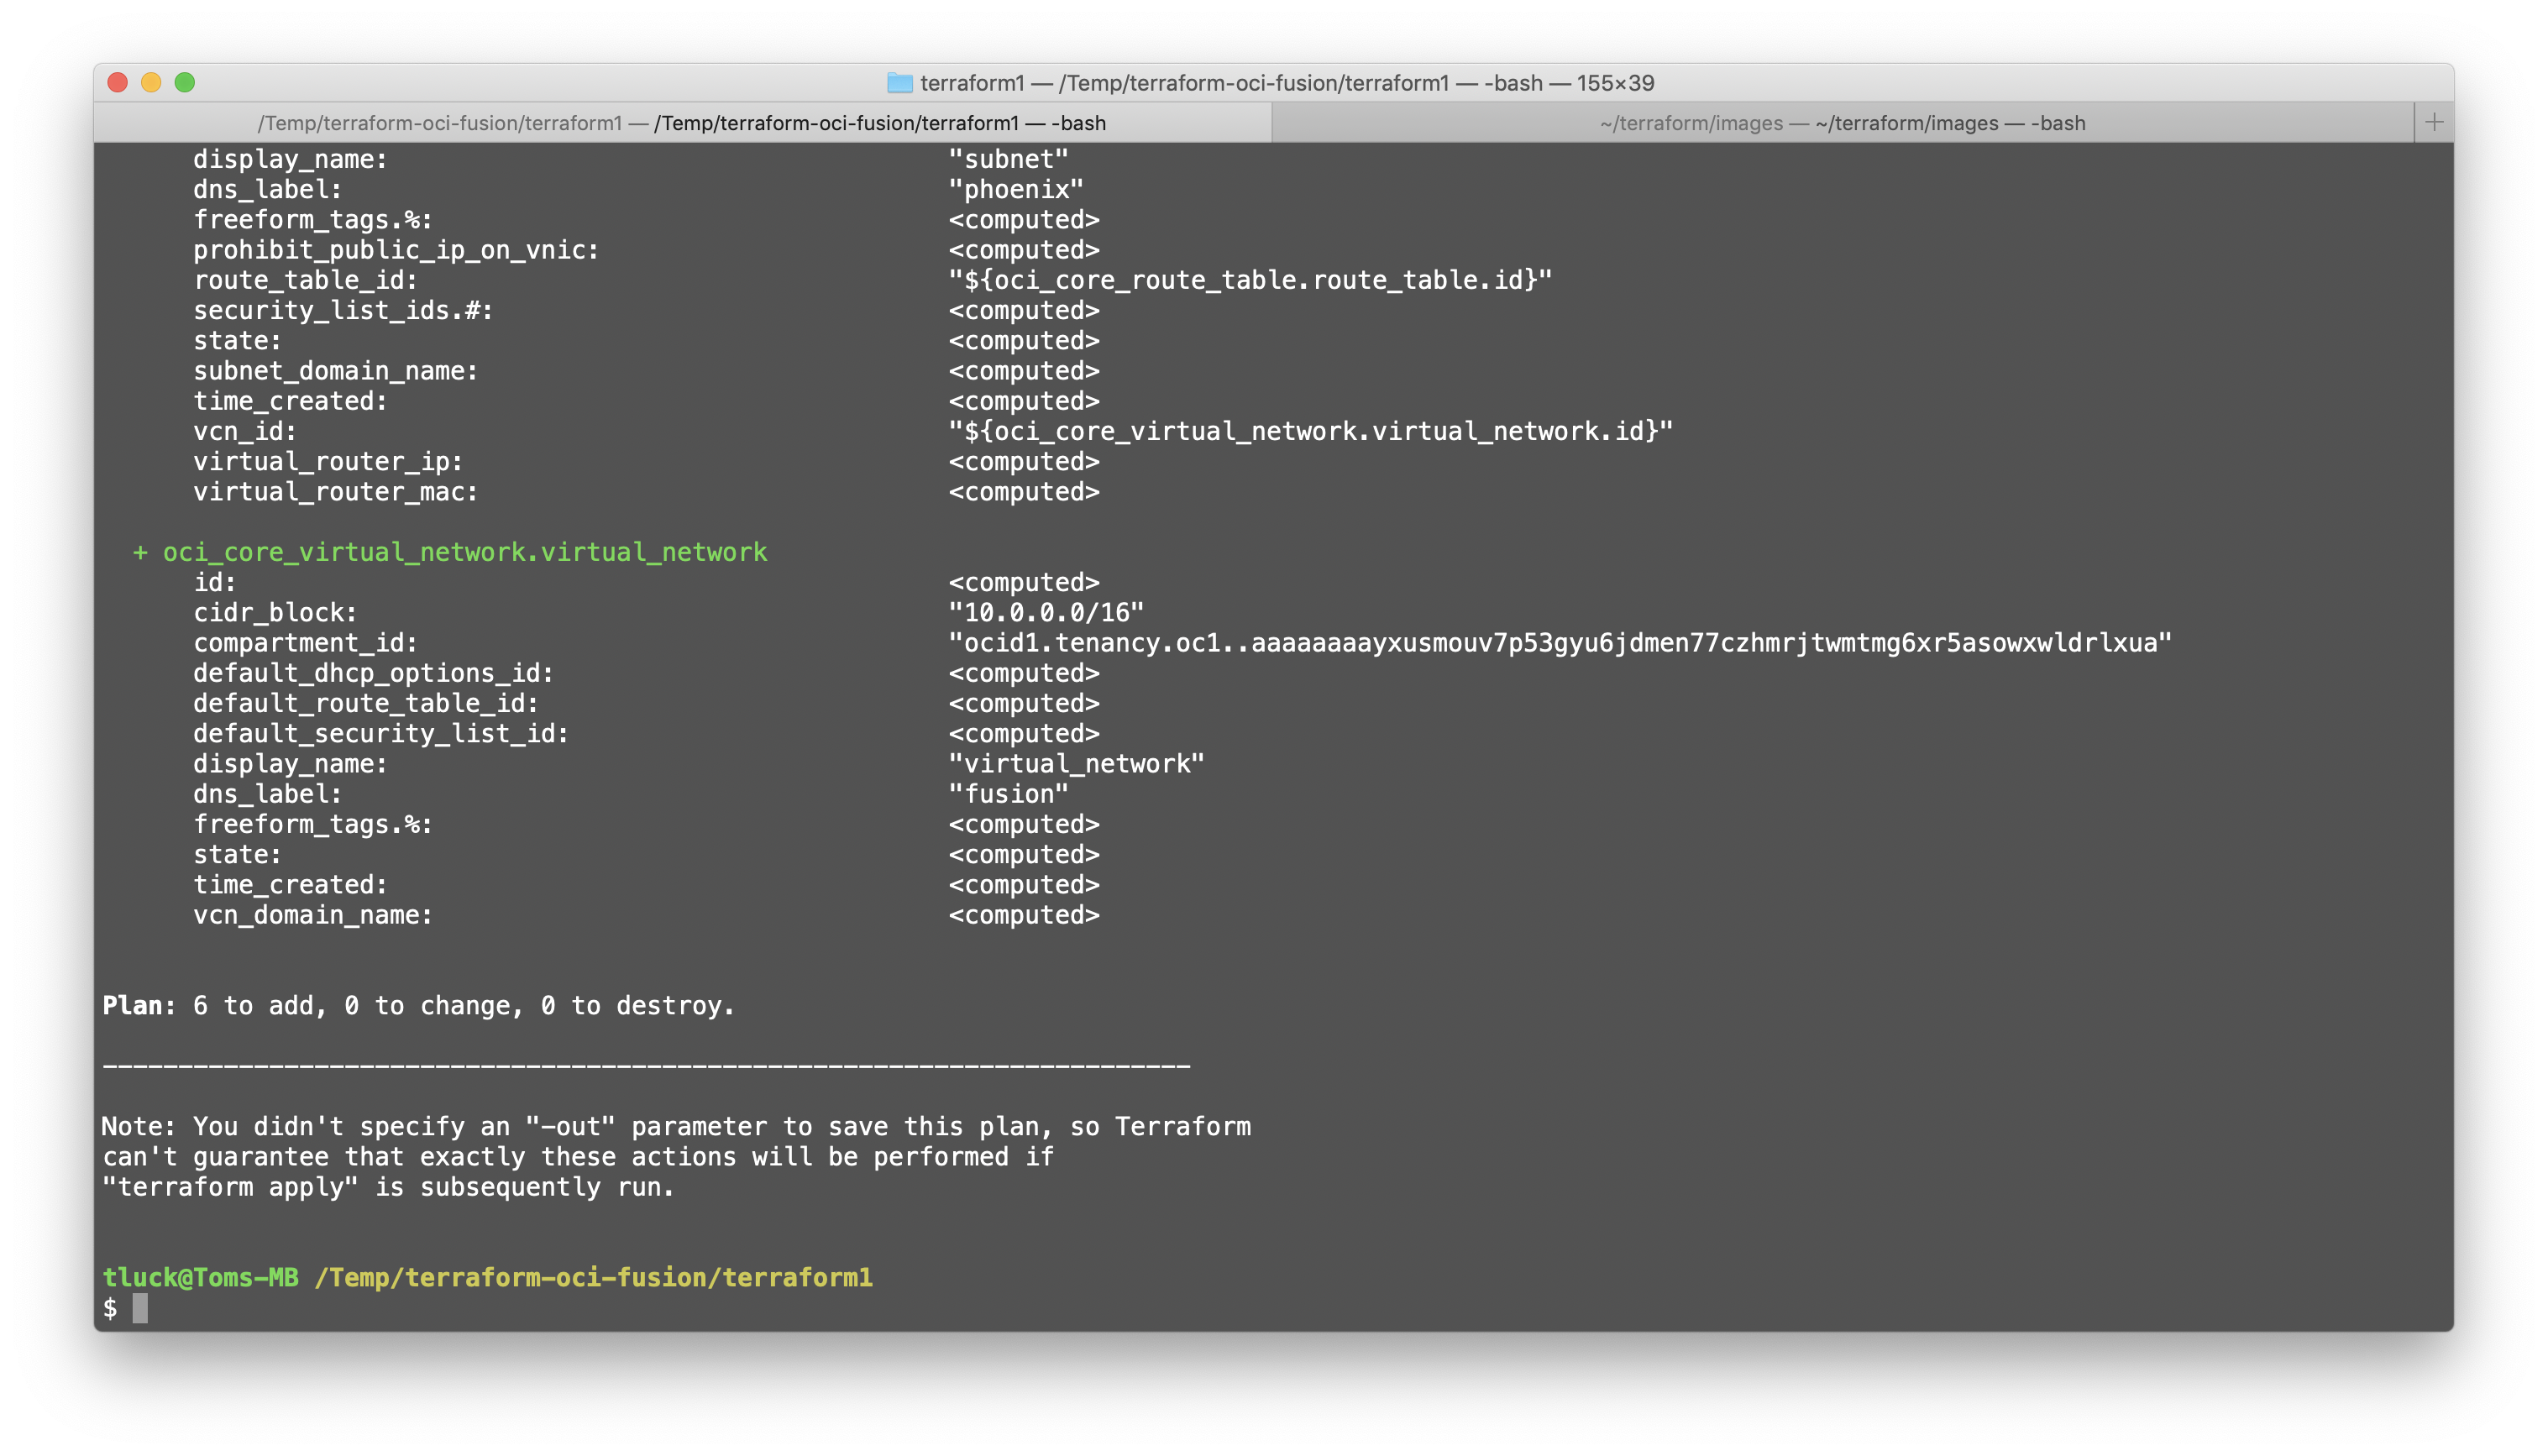 terraform1 — /Temp/terraform-oci-fusion/terraform1 — -bash — 155×39
/Temp/terraform-oci-fusion/terraform1 — /Temp/terraform-oci-fusion/terraform1 — -bash
~/terraform/images — ~/terraform/images — -bash
display_name: "subnet"
dns_label: "phoenix"
freeform_tags.%: <computed>
prohibit_public_ip_on_vnic: <computed>
route_table_id: "${oci_core_route_table.route_table.id}"
security_list_ids.#: <computed>
state: <computed>
subnet_domain_name: <computed>
time_created: <computed>
vcn_id: "${oci_core_virtual_network.virtual_network.id}"
virtual_router_ip: <computed>
virtual_router_mac: <computed>
+ oci_core_virtual_network.virtual_network
id: <computed>
cidr_block: "10.0.0.0/16"
compartment_id: "ocid1.tenancy.oc1..aaaaaaaayxusmouv7p53gyu6jdmen77czhmrjtwmtmg6xr5asowxwldrlxua"
default_dhcp_options_id: <computed>
default_route_table_id: <computed>
default_security_list_id: <computed>
display_name: "virtual_network"
dns_label: "fusion"
freeform_tags.%: <computed>
state: <computed>
time_created: <computed>
vcn_domain_name: <computed>
Plan: 6 to add, 0 to change, 0 to destroy.
------------------------------------------------------------------------
Note: You didn't specify an "-out" parameter to save this plan, so Terraform
can't guarantee that exactly these actions will be performed if
"terraform apply" is subsequently run.
tluck@Toms-MB /Temp/terraform-oci-fusion/terraform1
$